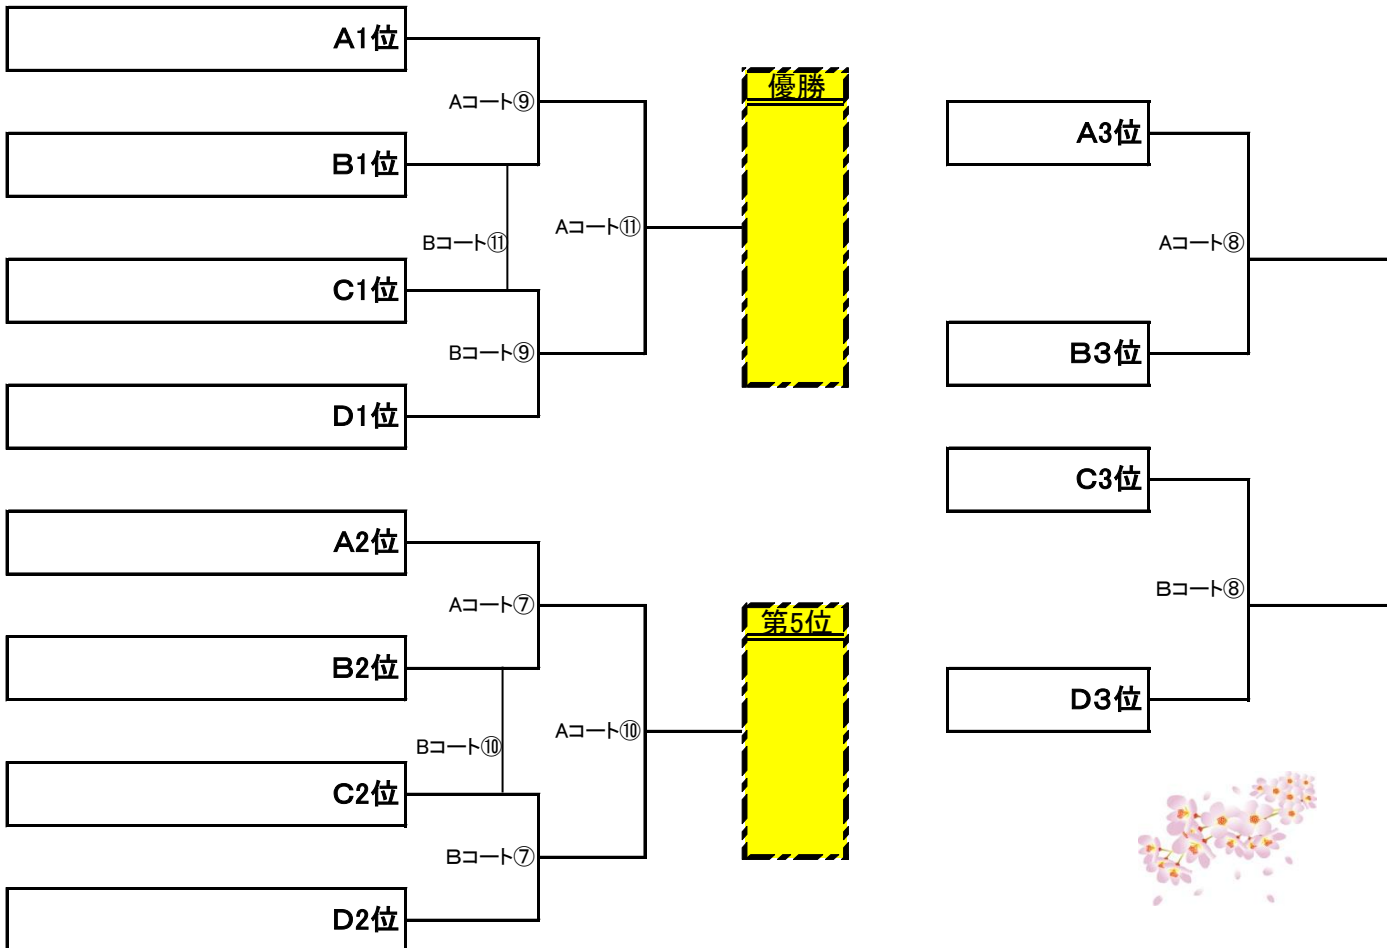 A1位
Aコート⑨
B1位
Bコート⑪
Aコート⑪
C1位
Bコート⑨
D1位
優勝
A2位
Aコート⑦
B2位
Bコート⑩
Aコート⑩
C2位
Bコート⑦
D2位
第5位
A3位
Aコート⑧
B3位
C3位
Bコート⑧
D3位